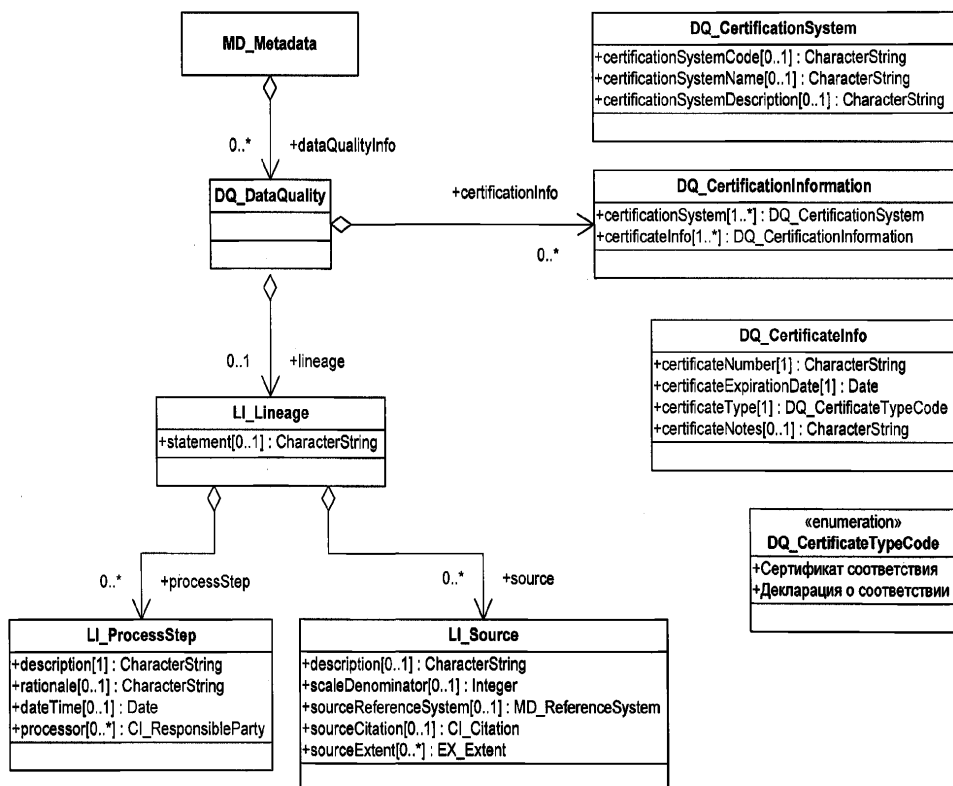 MD_Metadata
0..*
+dataQualityInfo
DQ_DataQuality
+certificationInfo
0..*
0..1
+lineage
LI_Lineage
+statement[0..1] : CharacterString
0..*
+processStep
0..*
+source
LI_ProcessStep
+description[1] : CharacterString
+rationale[0..1] : CharacterString
+dateTime[0..1] : Date
+processor[0..*] : CI_ResponsibleParty
LI_Source
+description[0..1] : CharacterString
+scaleDenominator[0..1] : Integer
+sourceReferenceSystem[0..1] : MD_ReferenceSystem
+sourceCitation[0..1] : CI_Citation
+sourceExtent[0..*] : EX_Extent
DQ_CertificationSystem
+certificationSystemCode[0..1] : CharacterString
+certificationSystemName[0..1] : CharacterString
+certificationSystemDescription[0..1] : CharacterString
DQ_CertificationInformation
+certificationSystem[1..*] : DQ_CertificationSystem
+certificateInfo[1..*] : DQ_CertificationInformation
DQ_CertificateInfo
+certificateNumber[1] : CharacterString
+certificateExpirationDate[1] : Date
+certificateType[1] : DQ_CertificateTypeCode
+certificateNotes[0..1] : CharacterString
«enumeration»
DQ_CertificateTypeCode
+Сертификат соответствия
+Декларация о соответствии